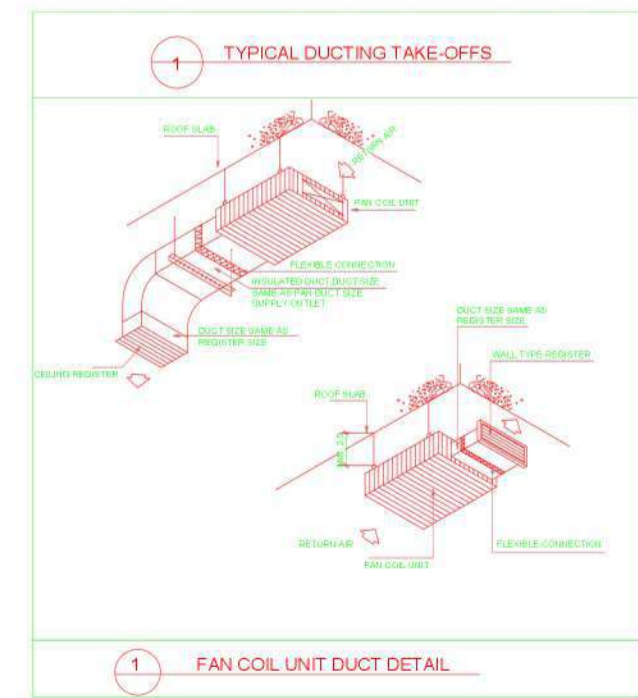 1
TYPICAL DUCTING TAKE-OFFS
ROOF SLAB
RETURN AIR
FAN COIL UNIT
FLEXIBLE CONNECTION
INSULATED DUCT,DUCT SIZE
SAME AS FAN DUCT SIZE
SUPPLY OUTLET
DUCT SIZE SAME AS
REGISTER SIZE
CEILING REGISTER
DUCT SIZE SAME AS
REGISTER SIZE
WALL TYPE REGISTER
ROOF SLAB
RETURN AIR
FAN COIL UNIT
FLEXIBLE CONNECTION
1
FAN COIL UNIT DUCT DETAIL